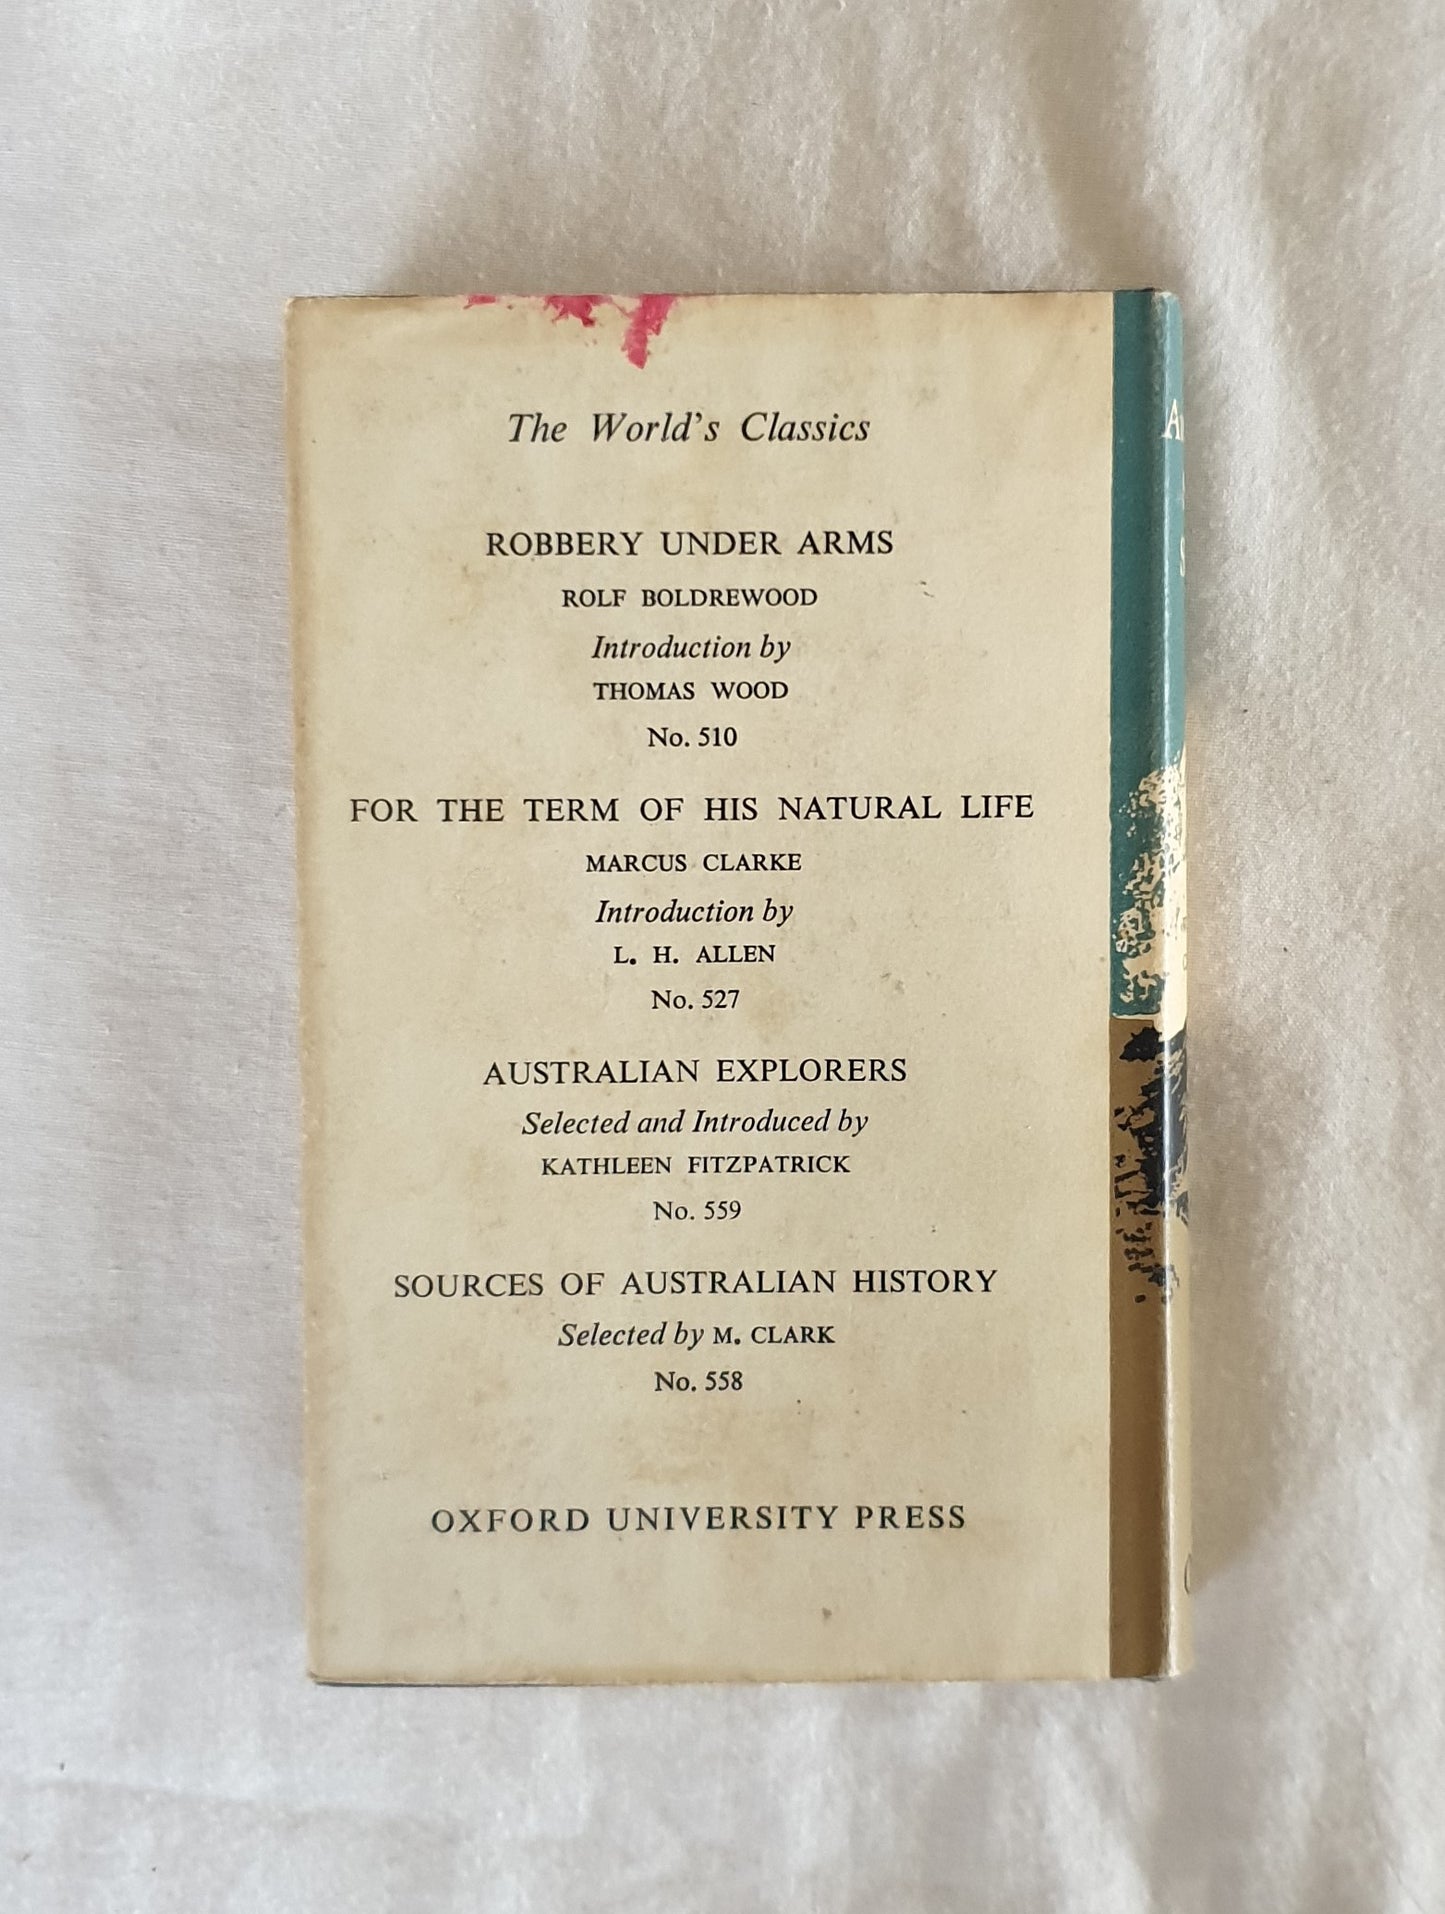 The World's Classics
ROBBERY UNDER ARMS
ROLF BOLDREWOOD
Introduction by
THOMAS WOOD
No. 510
FOR THE TERM OF HIS NATURAL LIFE
MARCUS CLARKE
Introduction by
L. H. ALLEN
No. 527
AUSTRALIAN EXPLORERS
Selected and Introduced by
KATHLEEN FITZPATRICK
No. 559
SOURCES OF AUSTRALIAN HISTORY
Selected by M. CLARK
No. 558
OXFORD UNIVERSITY PRESS